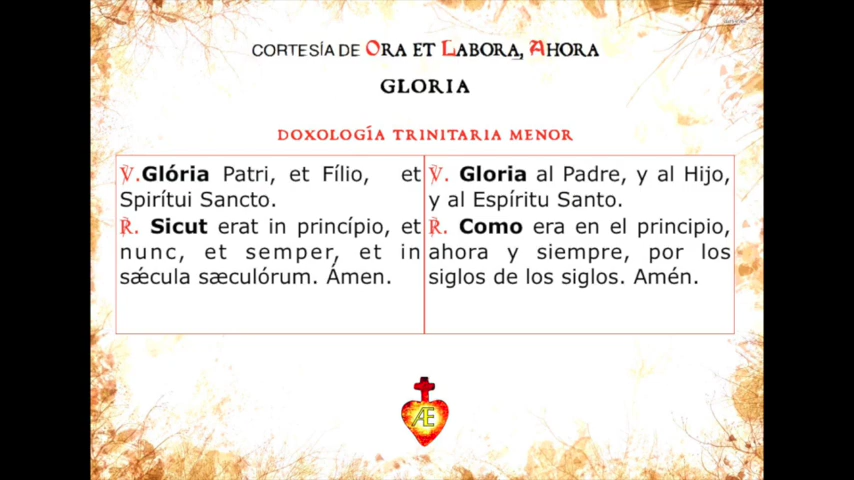 CORTESÍA DE ORA ET LABORA, AHORA
GLORIA
DOXOLOGÍA TRINITARIA MENOR
℣.Glória Patri, et Fílio, et
Spirítui Sancto.
℟. Sicut erat in princípio, et
nunc, et semper, et in
sǽcula sæculórum. Ámen.
℣. Gloria al Padre, y al Hijo,
y al Espíritu Santo.
℟. Como era en el principio,
ahora y siempre, por los
siglos de los siglos. Amén.
Æ